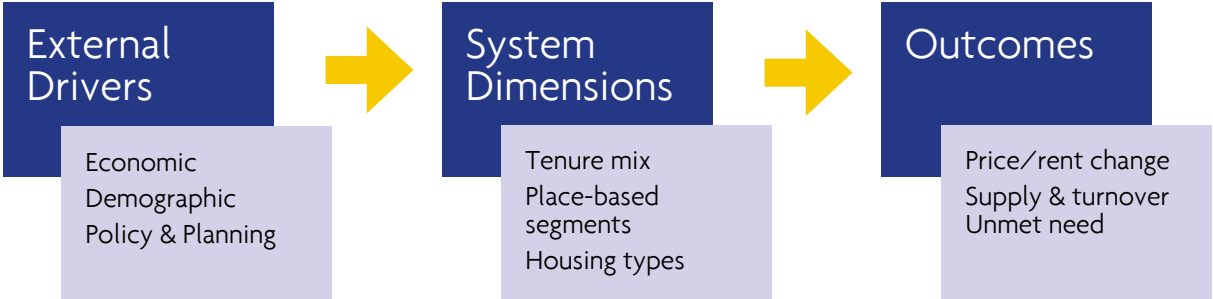 External
Drivers
Economic
Demographic
Policy & Planning
System
Dimensions
Tenure mix
Place-based
segments
Housing types
Outcomes
Price/rent change
Supply & turnover
Unmet need